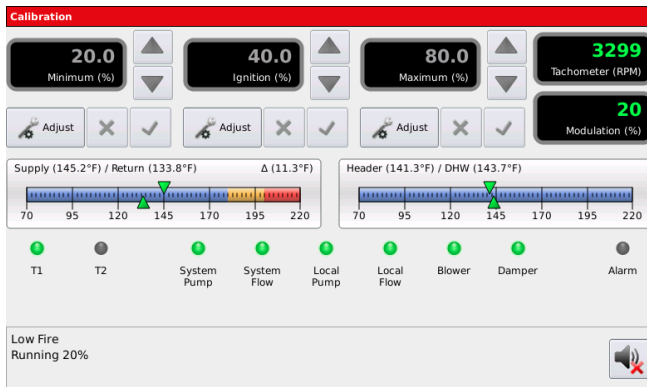 Calibration
20.0
Minimum (%)
40.0
Ignition (%)
80.0
Maximum (%)
3299
Tachometer (RPM)
Adjust
Adjust
Adjust
20
Modulation (%)
Supply (145.2°F) / Return (133.8°F) Δ (11.3°F)
70 95 120 145 170 195 220
Header (141.3°F) / DHW (143.7°F)
70 95 120 145 170 195 220
T1
T2
System
Pump
System
Flow
Local
Pump
Local
Flow
Blower
Damper
Alarm
Low Fire
Running 20%